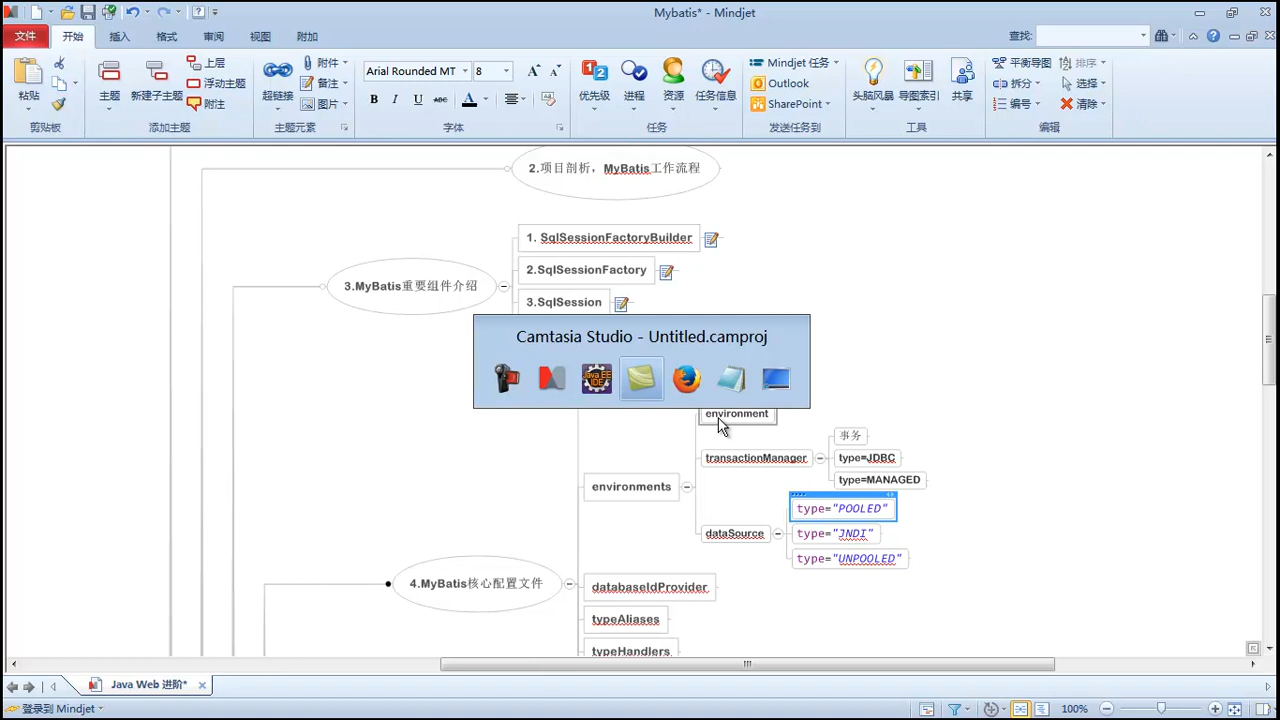 Mybatis* - Mindjet
文件
开始
插入
格式
审阅
视图
附加
查找:
粘贴
剪贴板
主题
新建子主题
上层
浮动主题
附注
添加主题
超链接
附件
备注
图片
主题元素
Arial Rounded MT
8
B I U abc A
字体
优先级
进程
资源
任务信息
任务
Mindjet 任务
Outlook
SharePoint
发送任务到
头脑风暴
导图索引
共享
工具
平衡导图
拆分
编号
排序
选择
清除
编辑
2.项目剖析，MyBatis工作流程
1. SqlSessionFactoryBuilder
2.SqlSessionFactory
3.MyBatis重要组件介绍
3.SqlSession
Camtasia Studio - Untitled.camproj
Java EE
IDE
environment
事务
transactionManager
type=JDBC
type=MANAGED
environments
type="POOLED"
dataSource
type="JNDI"
type="UNPOOLED"
4.MyBatis核心配置文件
databaseIdProvider
typeAliases
typeHandlers
Java Web 进阶*
登录到 Mindjet
100%